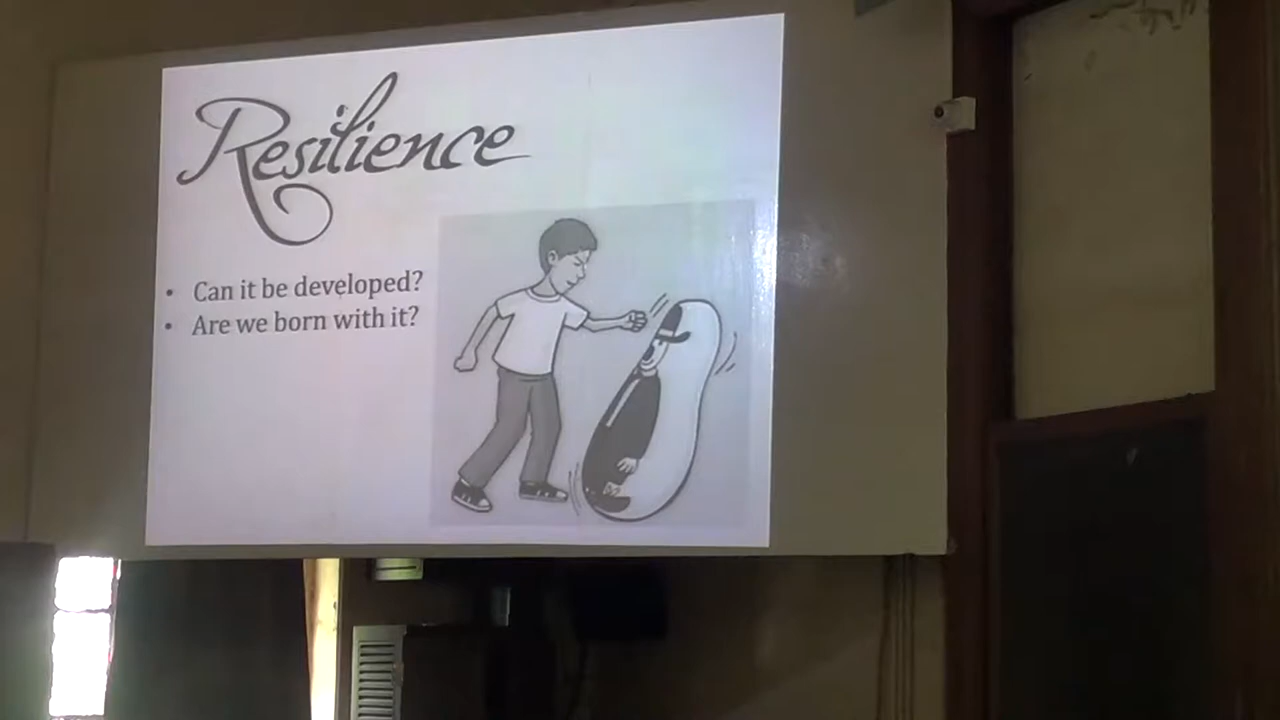 Resilience
• Can it be developed?
• Are we born with it?